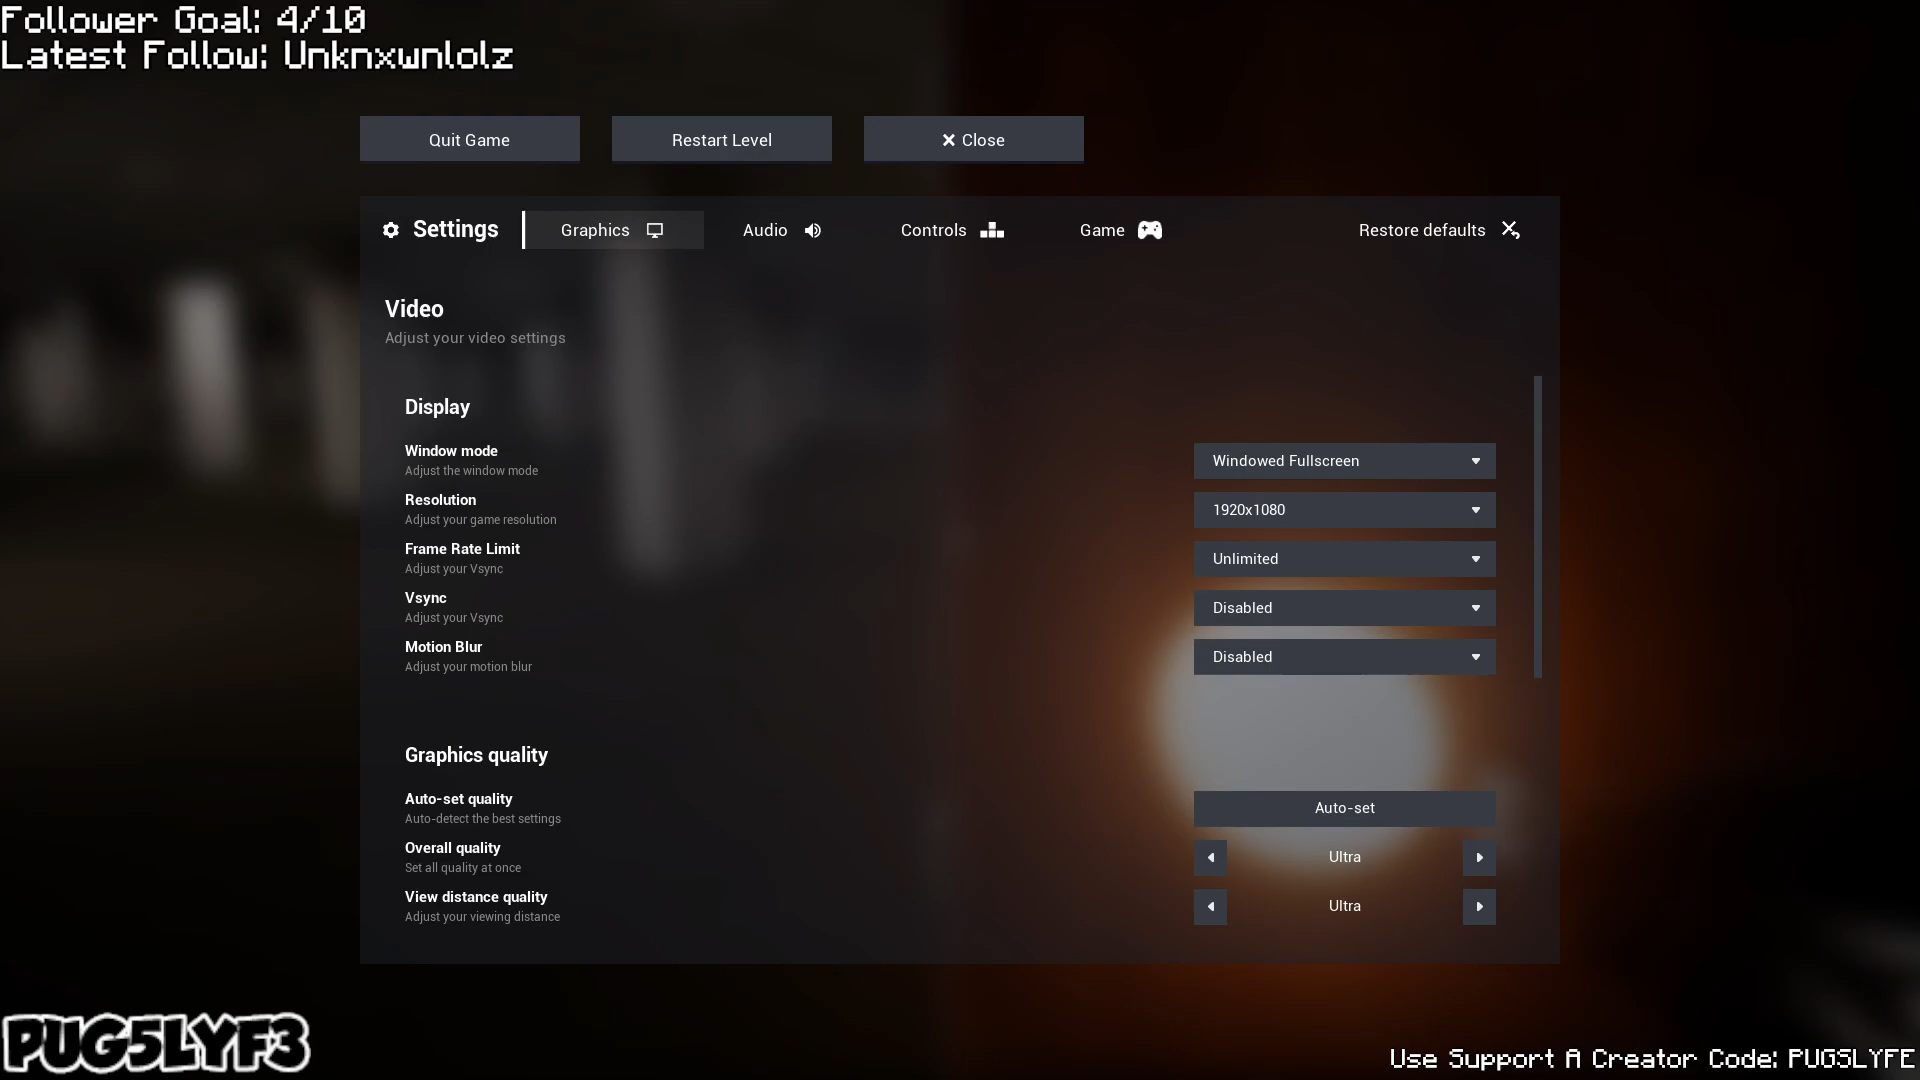 Follower Goal: 4/10
Latest Follow: Unknxwnlolz
Quit Game
Restart Level
Close
Settings
Graphics
Audio
Controls
Game
Restore defaults
Video
Adjust your video settings
Display
Window mode
Windowed Fullscreen
Adjust the window mode
Resolution
1920x1080
Adjust your game resolution
Frame Rate Limit
Unlimited
Adjust your Vsync
Vsync
Disabled
Adjust your Vsync
Motion Blur
Disabled
Adjust your motion blur
Graphics quality
Auto-set quality
Auto-set
Auto-detect the best settings
Overall quality
Ultra
Set all quality at once
View distance quality
Ultra
Adjust your viewing distance
PUG5LYF3
Use Support A Creator Code: PUG5LYFE